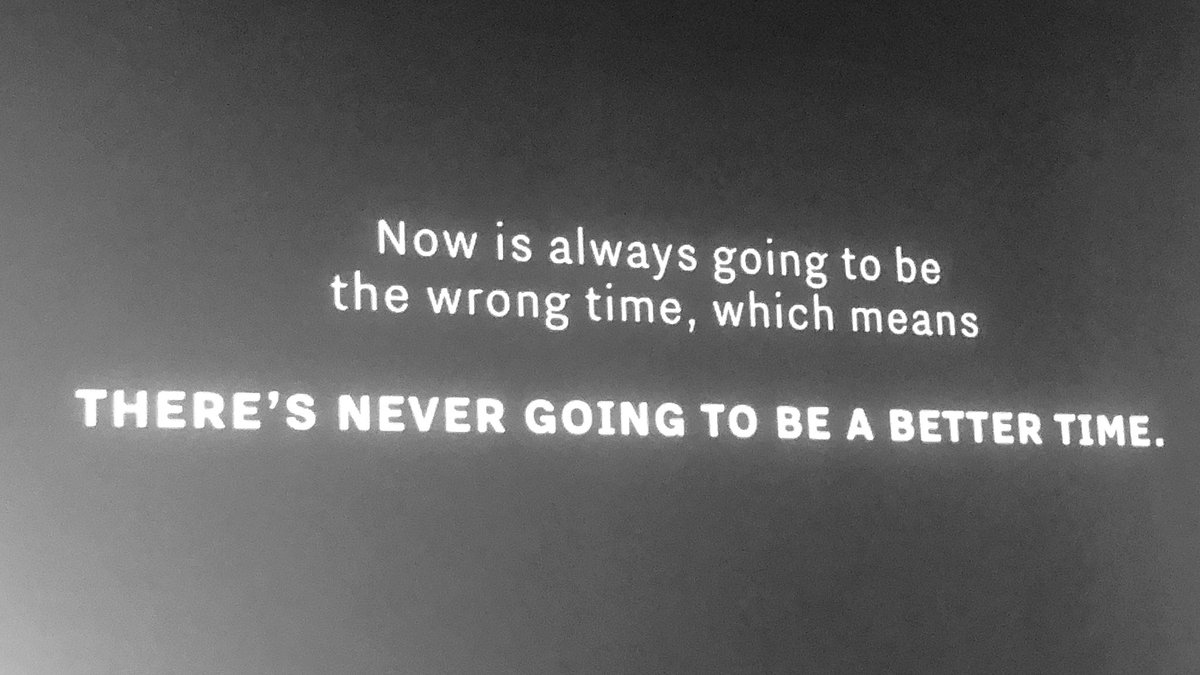 Now is always going to be
the wrong time, which means
THERE'S NEVER GOING TO BE A BETTER TIME.